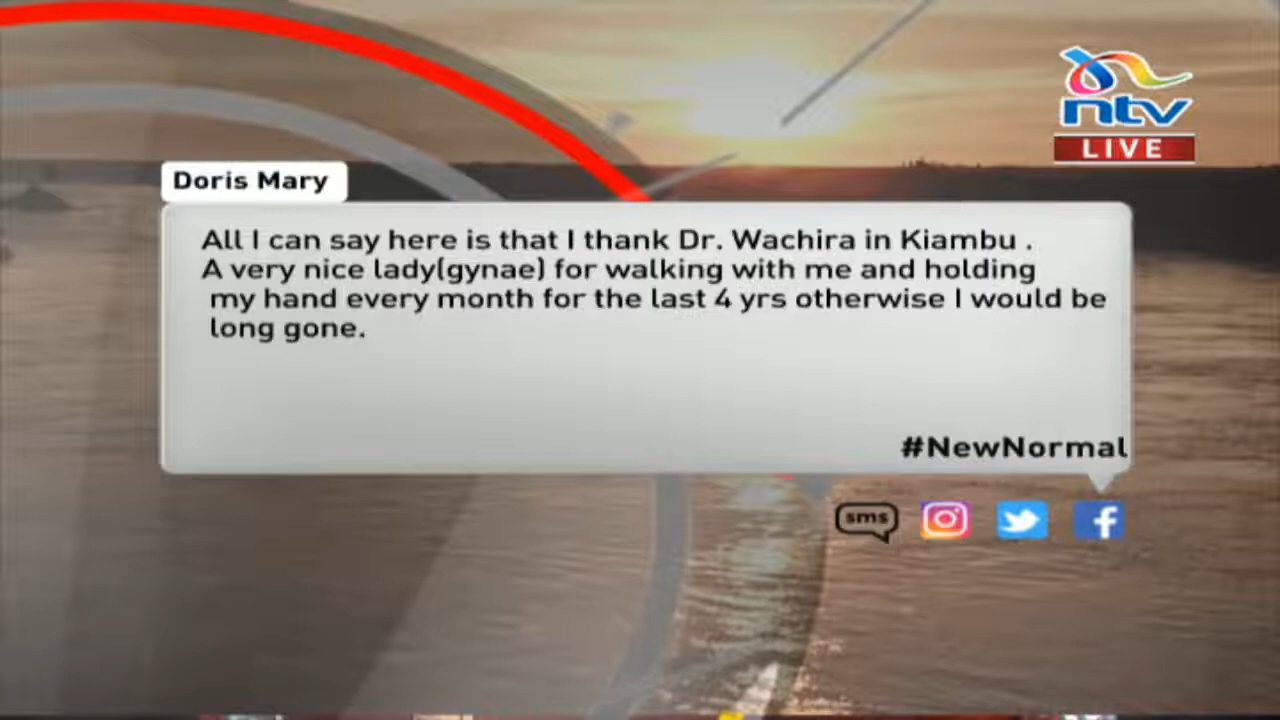 ntv
LIVE
Doris Mary
All I can say here is that I thank Dr. Wachira in Kiambu .
A very nice lady(gynae) for walking with me and holding
my hand every month for the last 4 yrs otherwise I would be
long gone.
#NewNormal
sms